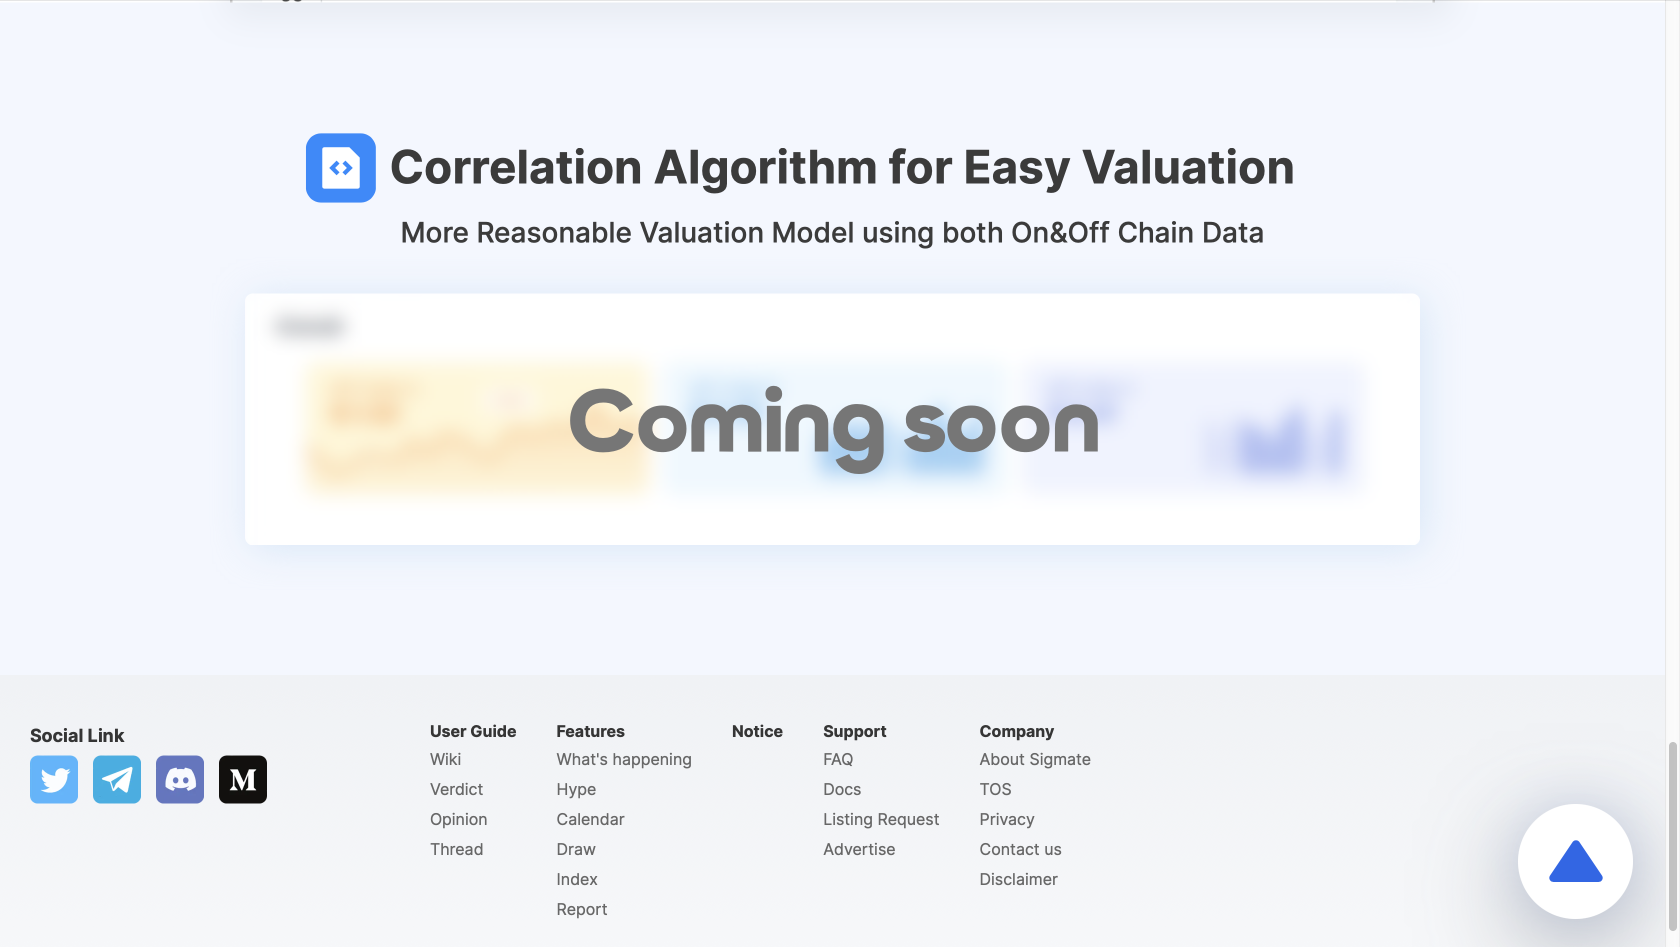 Correlation Algorithm for Easy Valuation
More Reasonable Valuation Model using both On&Off Chain Data
Coming soon
Social Link
M
User Guide
Wiki
Verdict
Opinion
Thread
Features
What's happening
Hype
Calendar
Draw
Index
Report
Notice
Support
FAQ
Docs
Listing Request
Advertise
Company
About Sigmate
TOS
Privacy
Contact us
Disclaimer